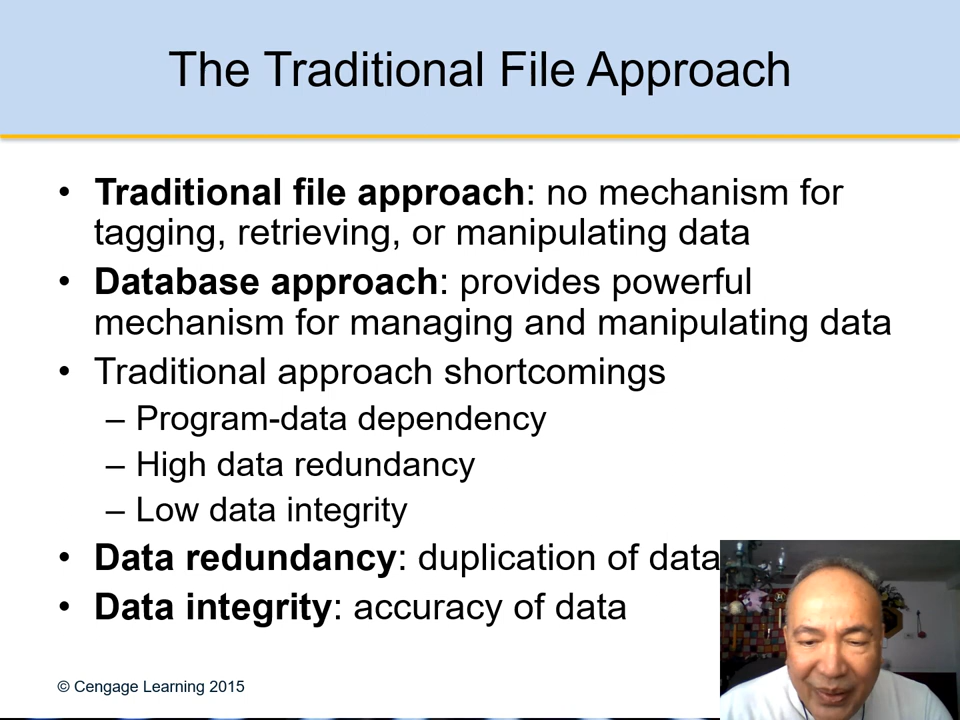 The Traditional File Approach
• Traditional file approach: no mechanism for
tagging, retrieving, or manipulating data
• Database approach: provides powerful
mechanism for managing and manipulating data
• Traditional approach shortcomings
– Program-data dependency
– High data redundancy
– Low data integrity
• Data redundancy: duplication of data
• Data integrity: accuracy of data
© Cengage Learning 2015